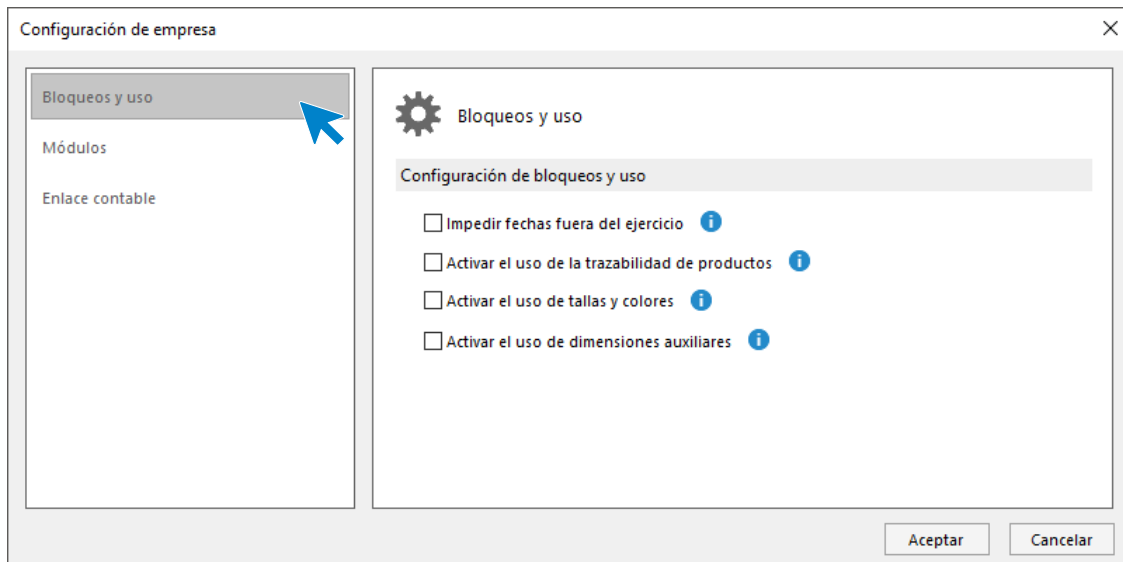 Configuración de empresa
Bloqueos y uso
Módulos
Enlace contable
Bloqueos y uso
Configuración de bloqueos y uso
Impedir fechas fuera del ejercicio
Activar el uso de la trazabilidad de productos
Activar el uso de tallas y colores
Activar el uso de dimensiones auxiliares
Aceptar
Cancelar